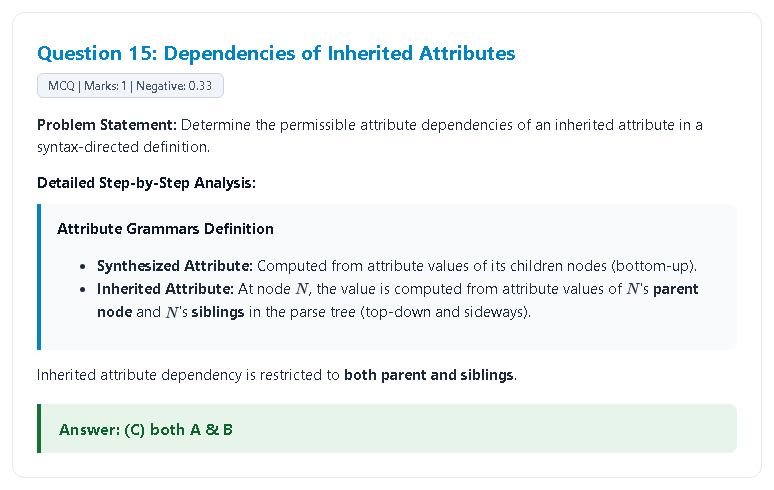 Question 15: Dependencies of Inherited Attributes
MCQ | Marks: 1 | Negative: 0.33
Problem Statement: Determine the permissible attribute dependencies of an inherited attribute in a
syntax-directed definition.
Detailed Step-by-Step Analysis:
Attribute Grammars Definition
• Synthesized Attribute: Computed from attribute values of its children nodes (bottom-up).
• Inherited Attribute: At node N, the value is computed from attribute values of N's parent
node and N's siblings in the parse tree (top-down and sideways).
Inherited attribute dependency is restricted to both parent and siblings.
Answer: (C) both A & B